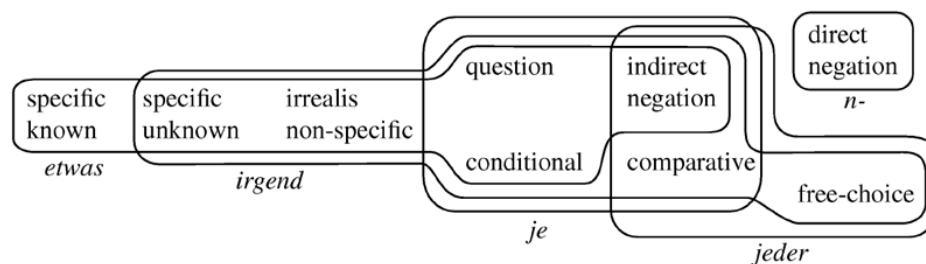 direct
negation
n-
question
indirect
negation
specific
known
specific
unknown
irrealis
non-specific
etwas
irgend
conditional
comparative
free-choice
je
jeder